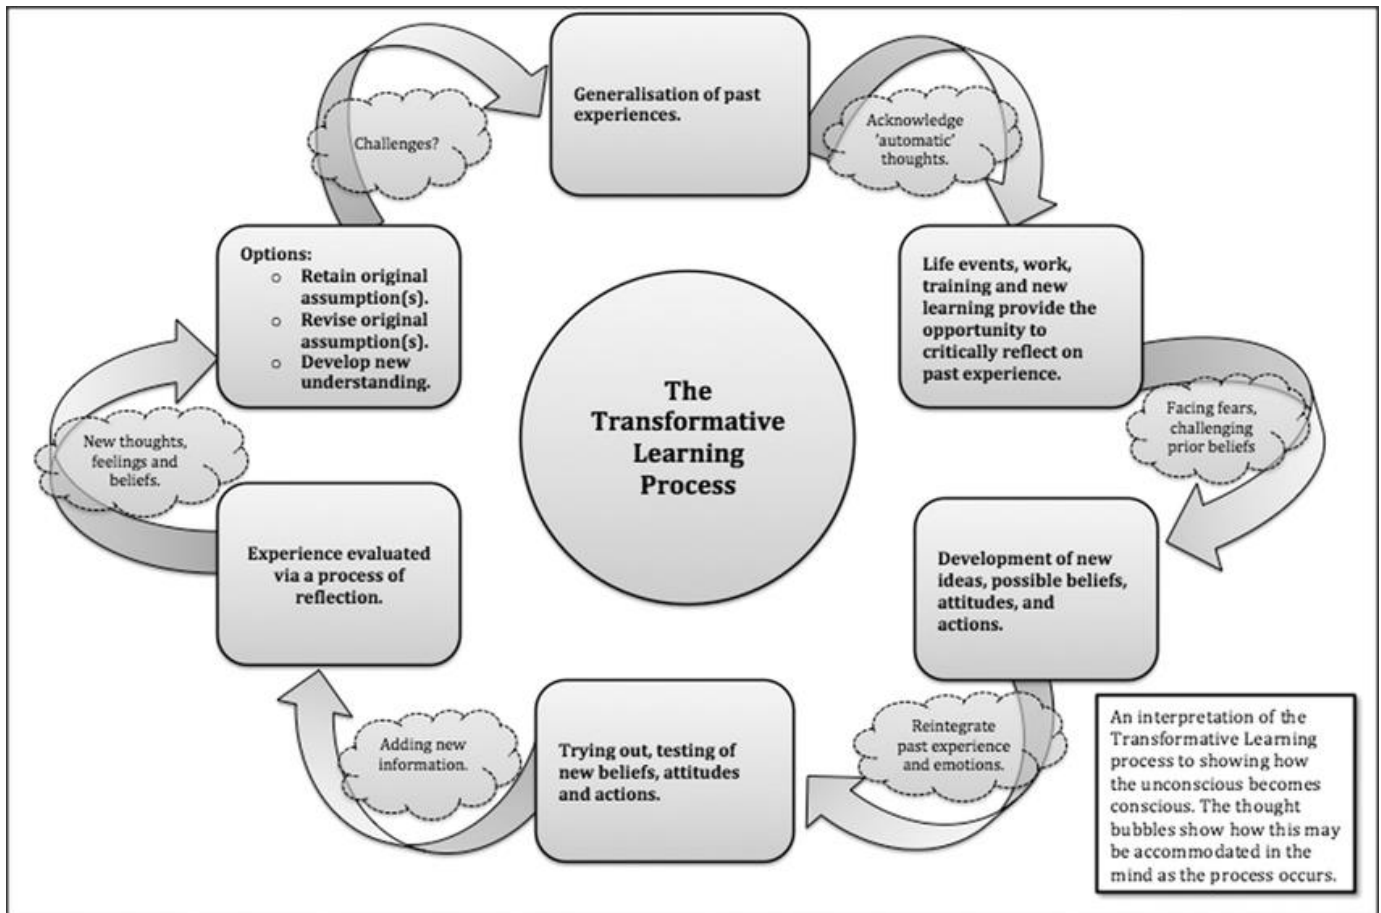 Generalisation of past
experiences.
Acknowledge
'automatic'
thoughts.
Life events, work,
training and new
learning provide the
opportunity to
critically reflect on
past experience.
Facing fears,
challenging
prior beliefs
Development of new
ideas, possible beliefs,
attitudes, and
actions.
Reintegrate
past experience
and emotions.
Trying out, testing of
new beliefs, attitudes
and actions.
Adding new
information.
Experience evaluated
via a process of
reflection.
New thoughts,
feelings and
beliefs.
Options:
o Retain original
assumption(s).
o Revise original
assumption(s).
o Develop new
understanding.
Challenges?
The
Transformative
Learning
Process
An interpretation of the
Transformative Learning
process to showing how
the unconscious becomes
conscious. The thought
bubbles show how this may
be accommodated in the
mind as the process occurs.